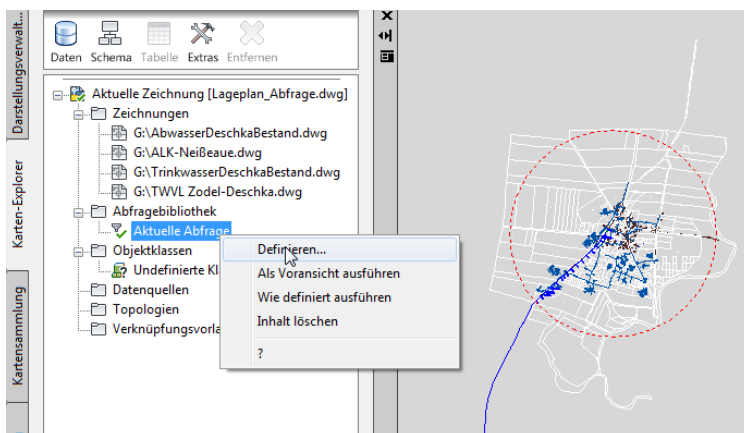 Darstellungsverwalt...
Karten-Explorer
Kartensammlung
Daten Schema Tabelle Extras Entfernen
Aktuelle Zeichnung [Lageplan_Abfrage.dwg]
Zeichnungen
G:\AbwasserDeschkaBestand.dwg
G:\ALK-Neißeaue.dwg
G:\TrinkwasserDeschkaBestand.dwg
G:\TWVL Zodel-Deschka.dwg
Abfragebibliothek
Aktuelle Abfrage
Objektklassen
Undefinierte Kl
Datenquellen
Topologien
Verknüpfungsvorla
Definieren...
Als Voransicht ausführen
Wie definiert ausführen
Inhalt löschen
?